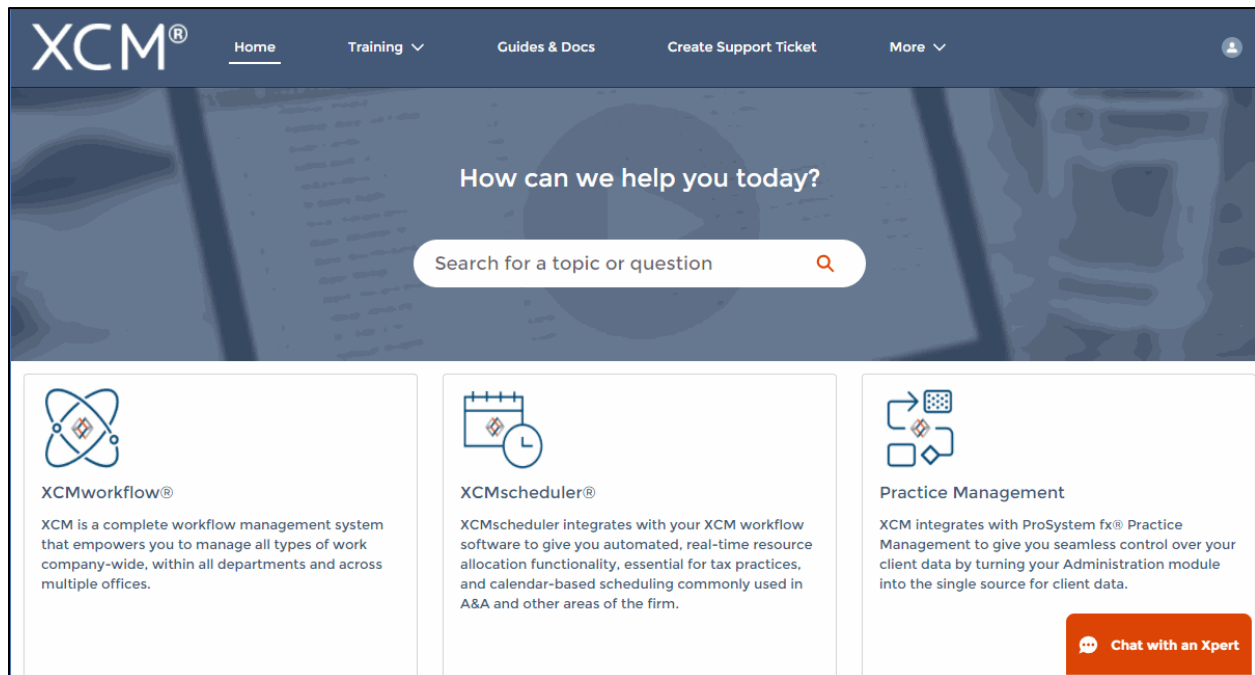 XCM®
Home
Training
Guides & Docs
Create Support Ticket
More
How can we help you today?
Search for a topic or question
XCMworkflow®
XCM is a complete workflow management system
that empowers you to manage all types of work
company-wide, within all departments and across
multiple offices.
XCMscheduler®
XCMscheduler integrates with your XCM workflow
software to give you automated, real-time resource
allocation functionality, essential for tax practices,
and calendar-based scheduling commonly used in
A&A and other areas of the firm.
Practice Management
XCM integrates with ProSystem fx® Practice
Management to give you seamless control over your
client data by turning your Administration module
into the single source for client data.
Chat with an Xpert